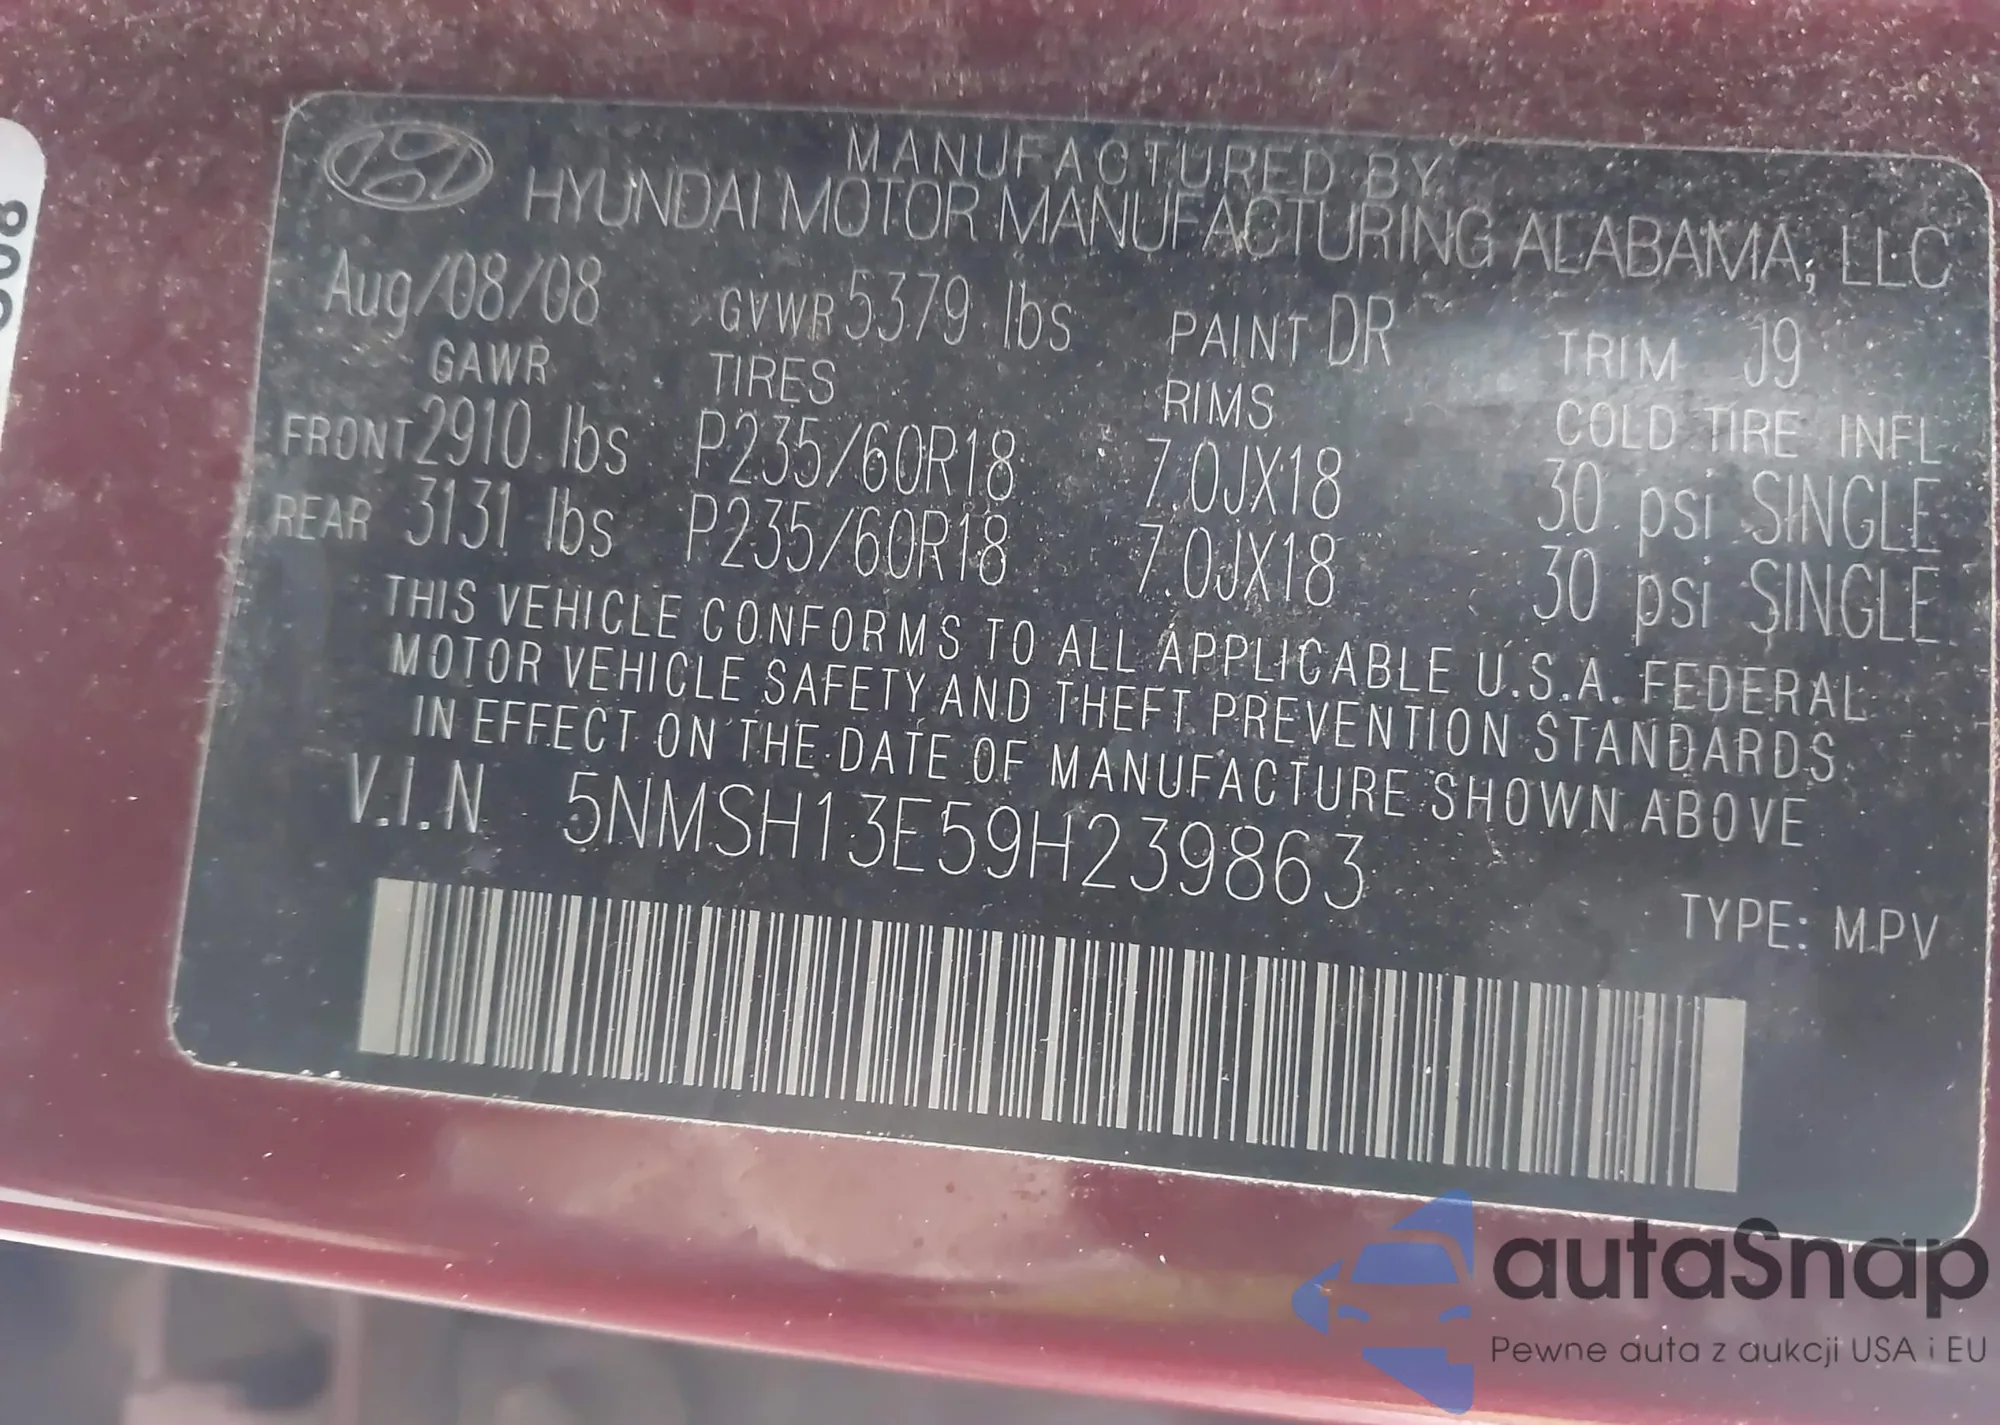 MANUFACTURED BY
HYUNDAI MOTOR MANUFACTURING ALABAMA, LLC
Aug/08/08 GVWR 5379 lbs PAINT DR TRIM J9
GAWR TIRES RIMS COLD TIRE INFL
FRONT 2910 lbs P235/60R18 7.0JX18 30 psi SINGLE
REAR 3131 lbs P235/60R18 7.0JX18 30 psi SINGLE
THIS VEHICLE CONFORMS TO ALL APPLICABLE U.S.A. FEDERAL
MOTOR VEHICLE SAFETY AND THEFT PREVENTION STANDARDS
IN EFFECT ON THE DATE OF MANUFACTURE SHOWN ABOVE
V.I.N 5NMSH13E59H239863
TYPE: MPV
autaSnap
Pewne auta z aukcji USA i EU